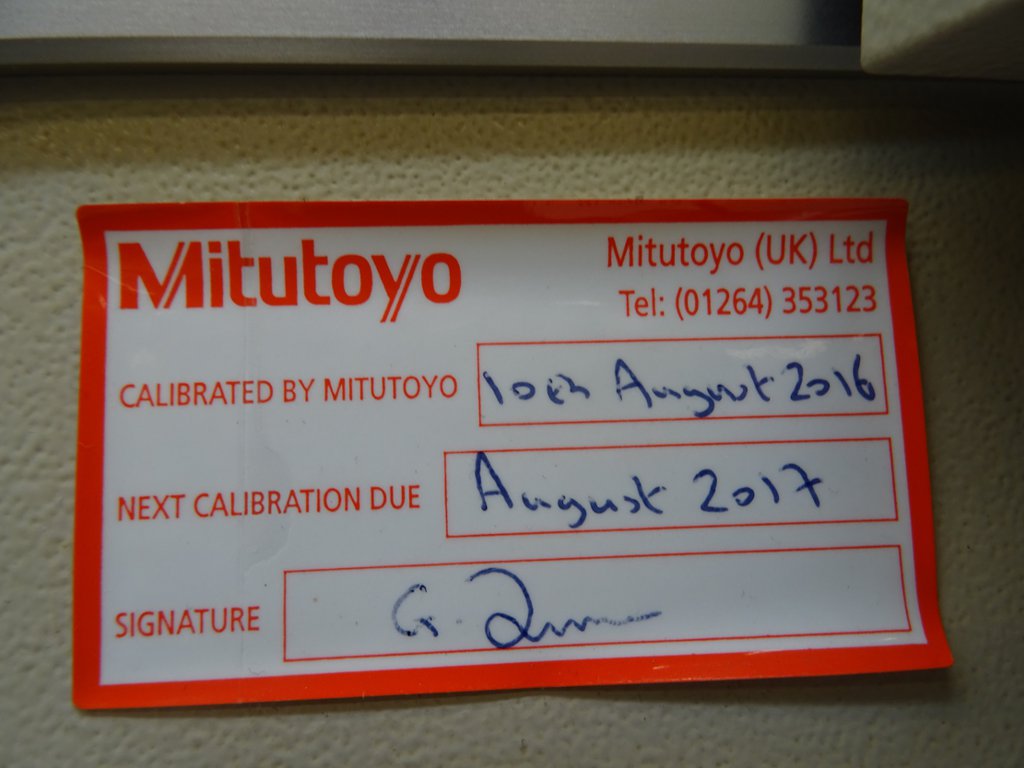 Mitutoyo
Mitutoyo (UK) Ltd
Tel: (01264) 353123
CALIBRATED BY MITUTOYO 10th August 2016
NEXT CALIBRATION DUE August 2017
SIGNATURE G.